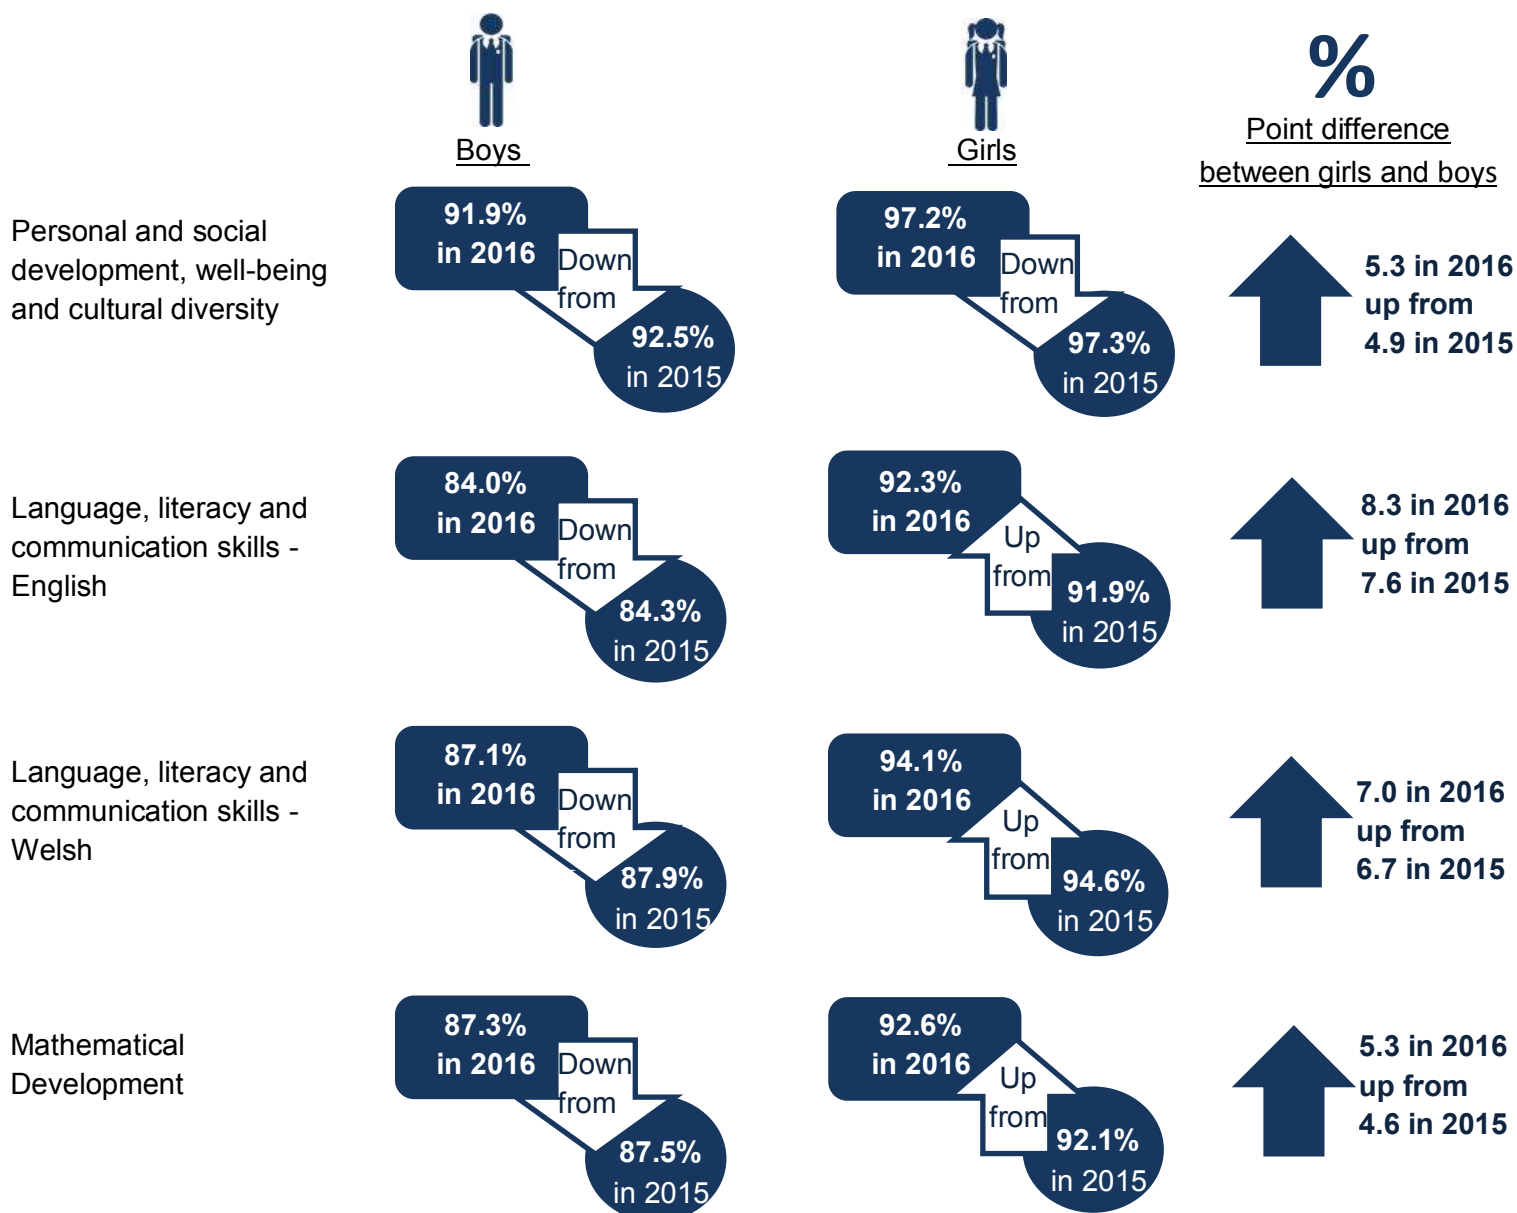 Boys
Girls
%
Point difference
between girls and boys
Personal and social
development, well-being
and cultural diversity
91.9%
in 2016
Down
from
92.5%
in 2015
97.2%
in 2016
Down
from
97.3%
in 2015
5.3 in 2016
up from
4.9 in 2015
Language, literacy and
communication skills -
English
84.0%
in 2016
Down
from
84.3%
in 2015
92.3%
in 2016
Up
from
91.9%
in 2015
8.3 in 2016
up from
7.6 in 2015
Language, literacy and
communication skills -
Welsh
87.1%
in 2016
Down
from
87.9%
in 2015
94.1%
in 2016
Up
from
94.6%
in 2015
7.0 in 2016
up from
6.7 in 2015
Mathematical
Development
87.3%
in 2016
Down
from
87.5%
in 2015
92.6%
in 2016
Up
from
92.1%
in 2015
5.3 in 2016
up from
4.6 in 2015